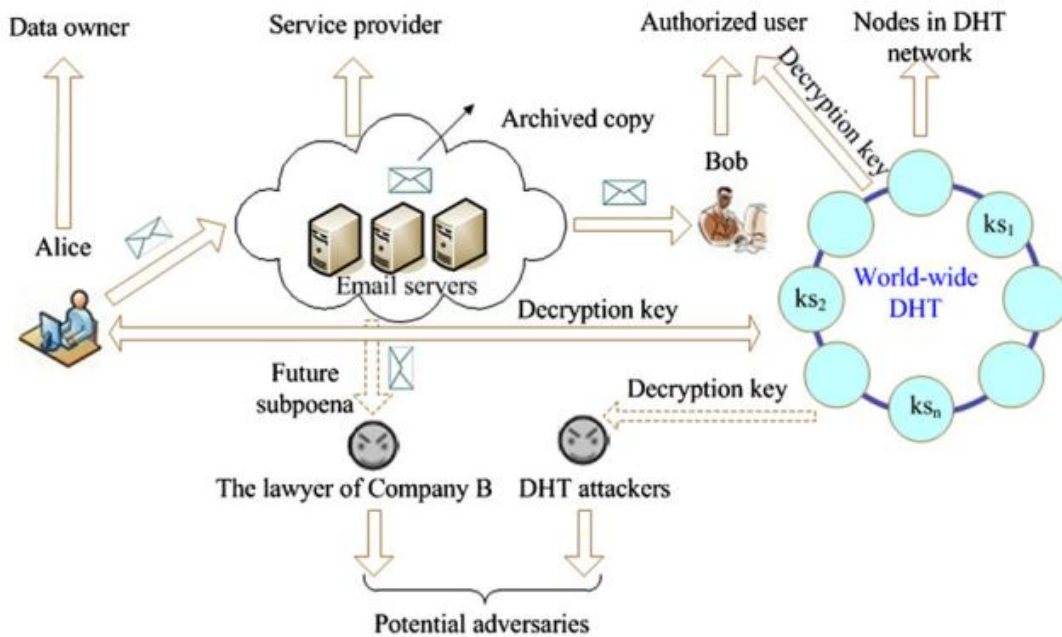 Data owner
Service provider
Authorized user
Nodes in DHT
network
Decryption key
Archived copy
Bob
Alice
Email servers
ks1
ks2
World-wide
DHT
Decryption key
Future
subpoena
Decryption key
ksn
The lawyer of Company B
DHT attackers
Potential adversaries